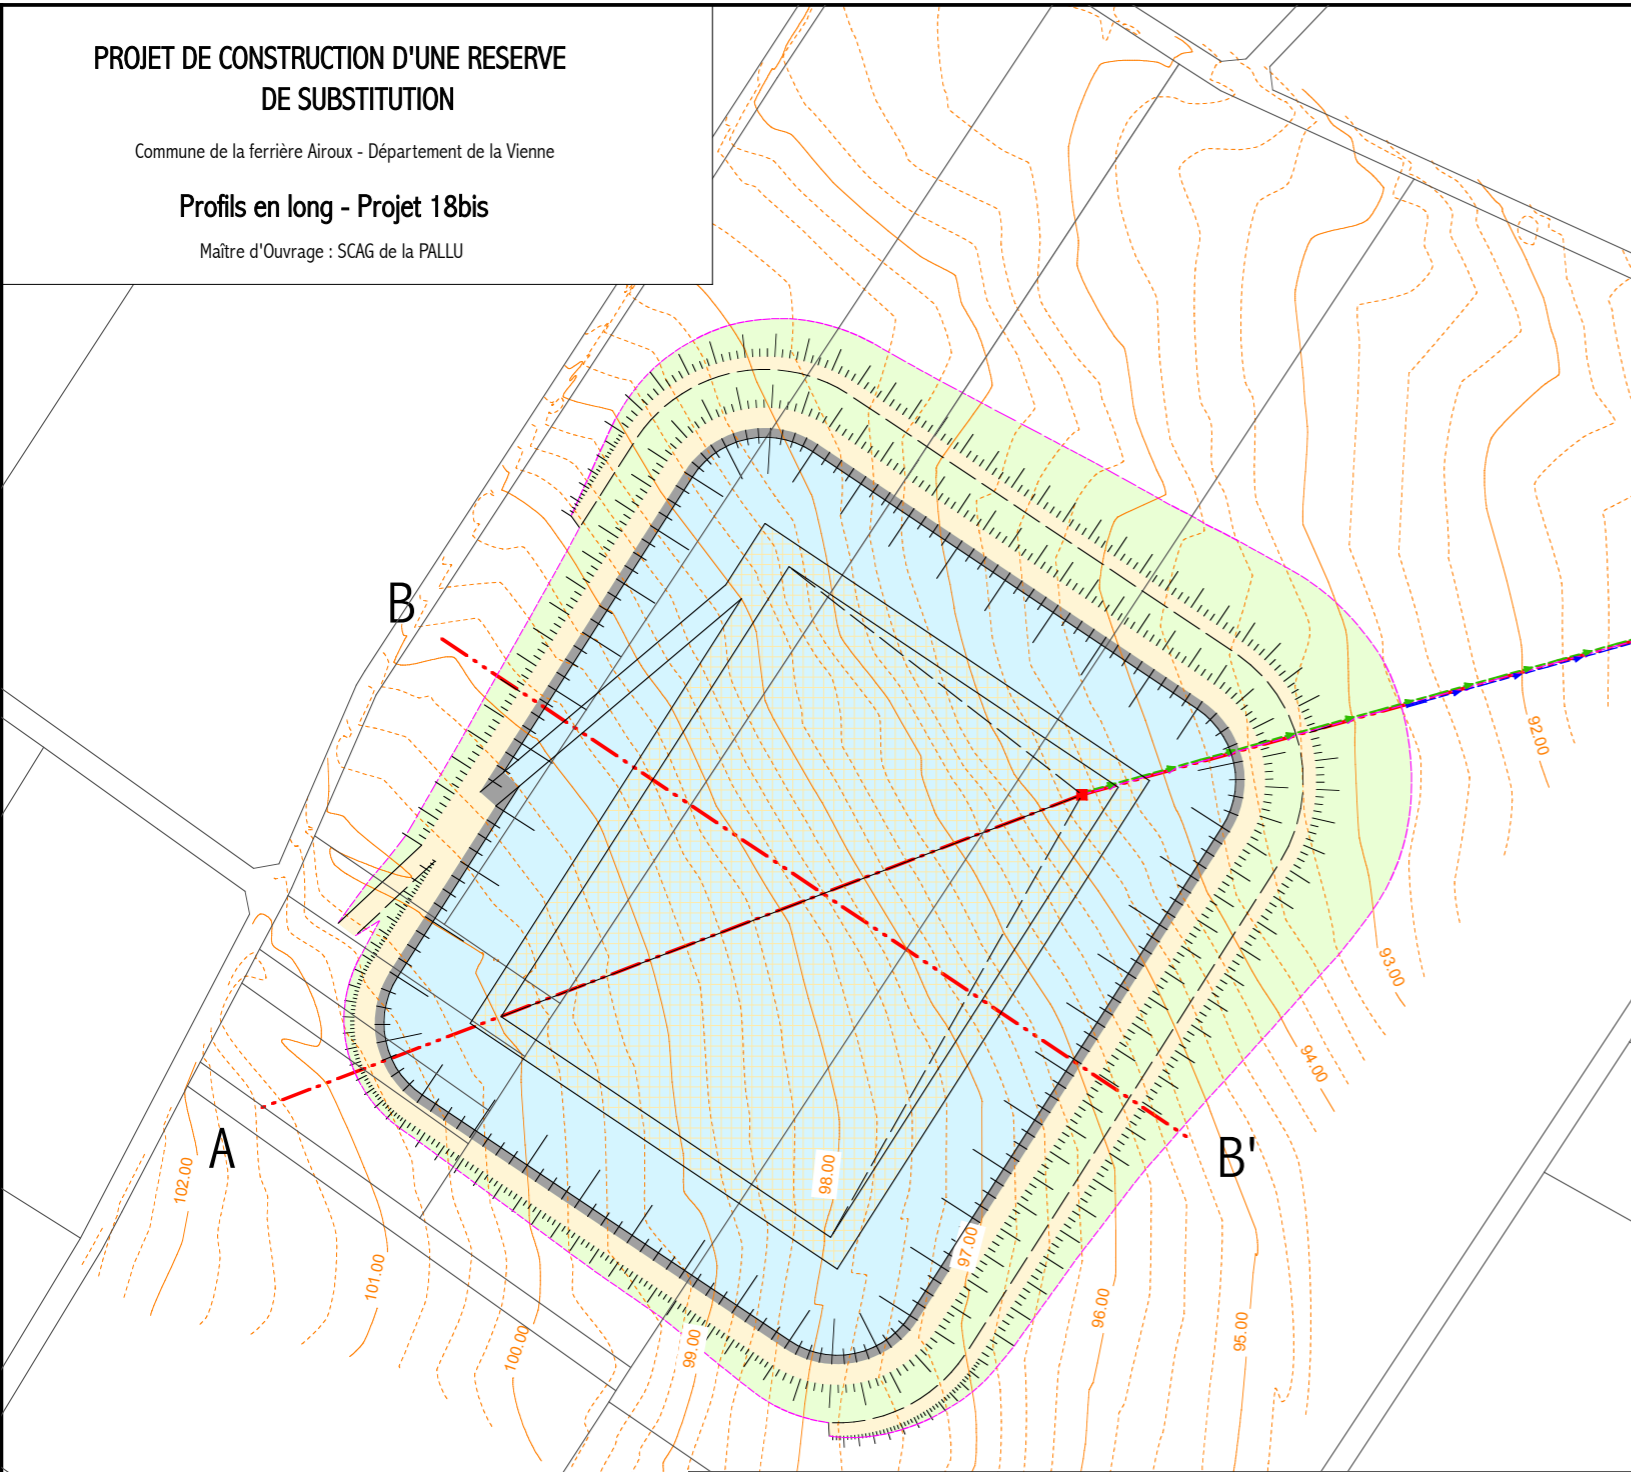 PROJET DE CONSTRUCTION D'UNE RESERVE
DE SUBSTITUTION
Commune de la ferrière Airoux - Département de la Vienne
Profils en long - Projet 18bis
Maître d'Ouvrage : SCAG de la PALLU
B
92.00
93.00
94.00
A
B'
102.00
98.00
97.00
101.00
96.00
95.00
100.00
99.00